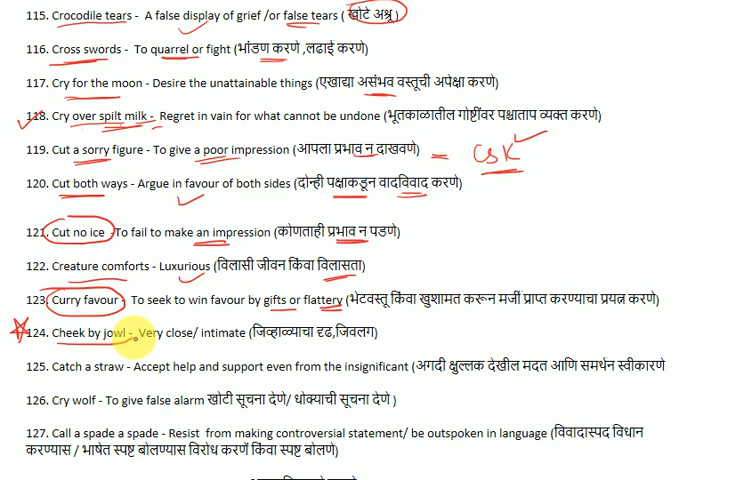 115. Crocodile tears - A false display of grief /or false tears ( खोटे अश्रू )
116. Cross swords - To quarrel or fight (भांडण करणे ,लढाई करणे)
117. Cry for the moon - Desire the unattainable things (एखाद्या असंभव वस्तूची अपेक्षा करणे)
118. Cry over spilt milk - Regret in vain for what cannot be undone (भूतकाळातील गोष्टींवर पश्चाताप व्यक्त करणे)
119. Cut a sorry figure - To give a poor impression (आपला प्रभाव न दाखवणे) = CSK
120. Cut both ways - Argue in favour of both sides (दोन्ही पक्षाकडून वादविवाद करणे)
121. Cut no ice - To fail to make an impression (कोणताही प्रभाव न पडणे)
122. Creature comforts - Luxurious (विलासी जीवन किंवा विलासता)
123. Curry favour - To seek to win favour by gifts or flattery (भेटवस्तू किंवा खुशामत करून मर्जी प्राप्त करण्याचा प्रयत्न करणे)
124. Cheek by jowl - Very close/ intimate (जिव्हाळ्याचा दृढ,जिवलग)
125. Catch a straw - Accept help and support even from the insignificant (अगदी क्षुल्लक देखील मदत आणि समर्थन स्वीकारणे
126. Cry wolf - To give false alarm खोटी सूचना देणे/ धोक्याची सूचना देणे )
127. Call a spade a spade - Resist from making controversial statement/ be outspoken in language (विवादास्पद विधान
करण्यास / भाषेत स्पष्ट बोलण्यास विरोध करणें किंवा स्पष्ट बोलणे)